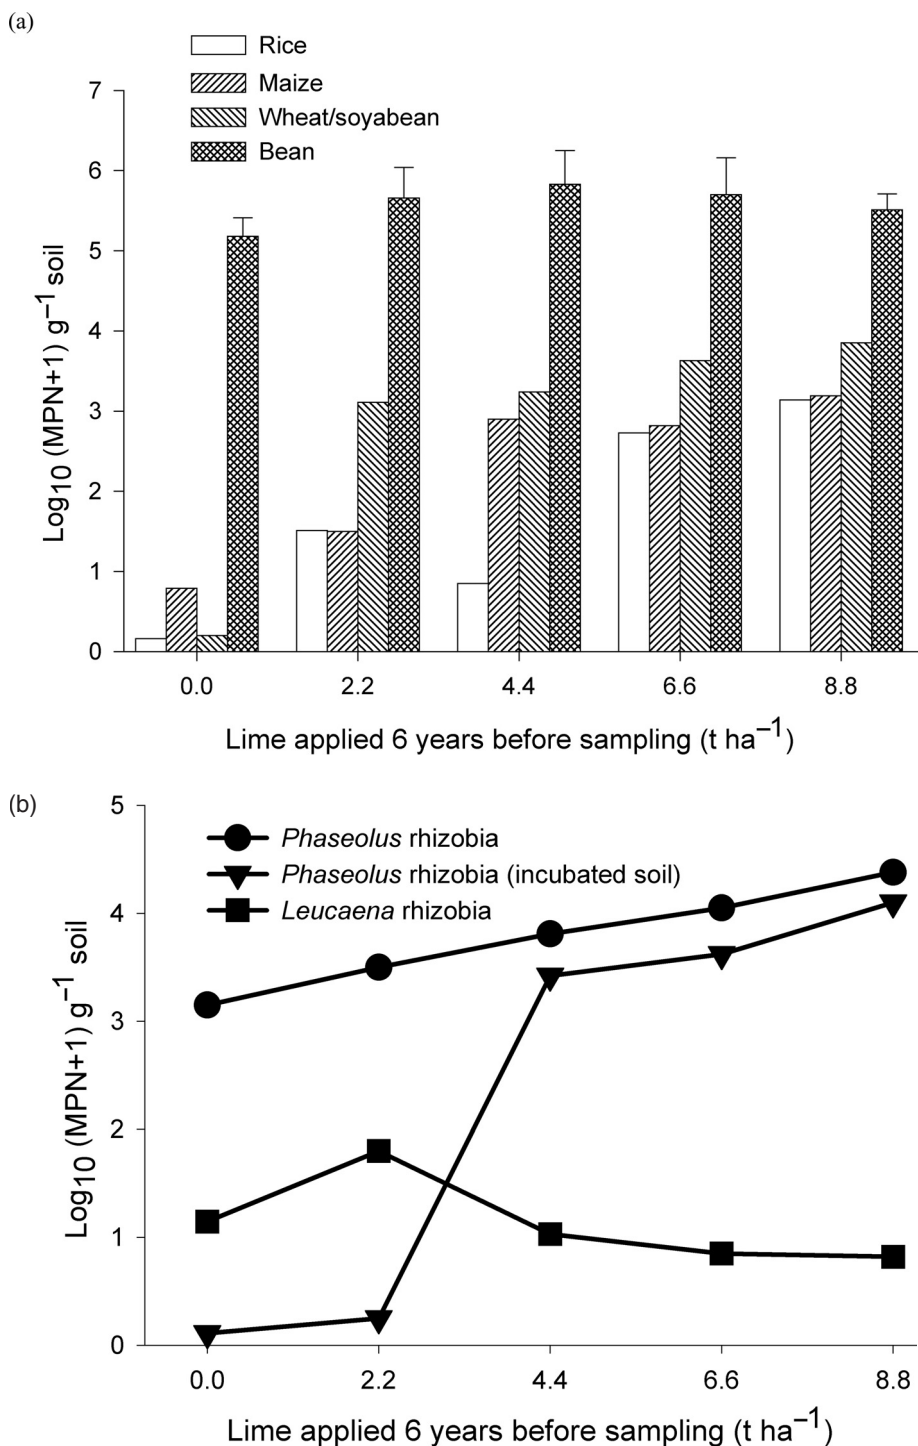 (a)
Rice
Maize
Wheat/soyabean
Bean
7
6
5
4
3
2
1
0
Log10 (MPN+1) g–1 soil
0.0 2.2 4.4 6.6 8.8
Lime applied 6 years before sampling (t ha–1)
(b)
5
4
3
2
1
0
Phaseolus rhizobia
Phaseolus rhizobia (incubated soil)
Leucaena rhizobia
Log10 (MPN+1) g–1 soil
0.0 2.2 4.4 6.6 8.8
Lime applied 6 years before sampling (t ha–1)